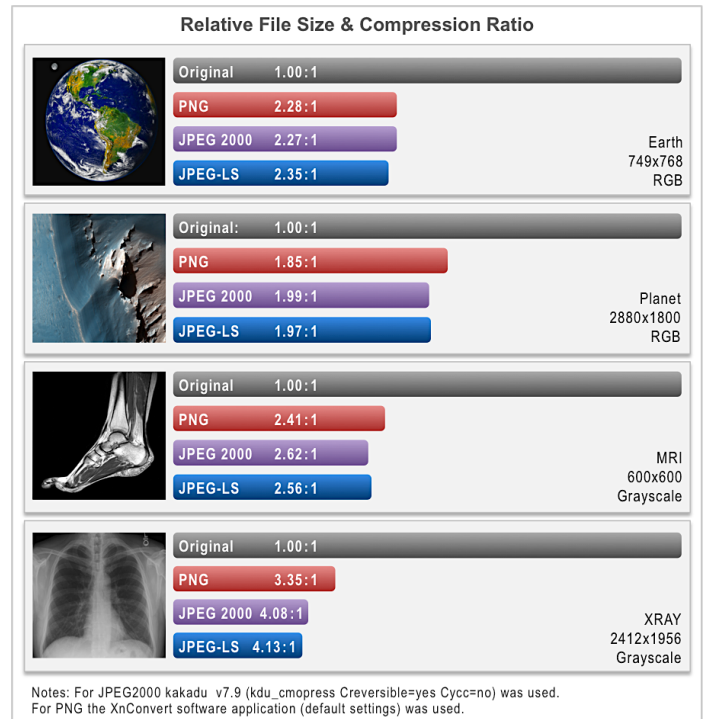 Relative File Size & Compression Ratio
Original 1.00:1
PNG 2.28:1
JPEG 2000 2.27:1
JPEG-LS 2.35:1
Earth
749x768
RGB
Original: 1.00:1
PNG 1.85:1
JPEG 2000 1.99:1
JPEG-LS 1.97:1
Planet
2880x1800
RGB
Original 1.00:1
PNG 2.41:1
JPEG 2000 2.62:1
JPEG-LS 2.56:1
MRI
600x600
Grayscale
Original 1.00:1
PNG 3.35:1
JPEG 2000 4.08:1
JPEG-LS 4.13:1
XRAY
2412x1956
Grayscale
Notes: For JPEG2000 kakadu v7.9 (kdu_cmopress Creversible=yes Cycc=no) was used.
For PNG the XnConvert software application (default settings) was used.